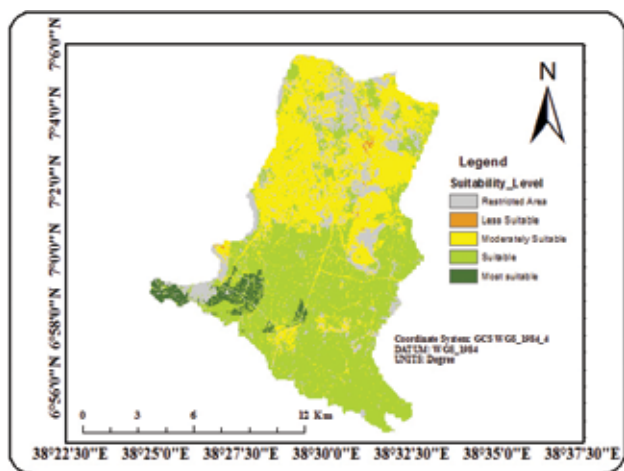 7°6'0"N
7°4'0"N
7°2'0"N
7°0'0"N
6°58'0"N
6°56'0"N
N
Legend
Suitability_Level
Restricted Area
Less Suitable
Moderately Suitable
Suitable
Most suitable
Coordinate System: GCS WGS_1984_4
DATUM: WGS_1984
UNITS: Degree
0 3 6 12 Km
38°22'30"E 38°25'0"E 38°27'30"E 38°30'0"E 38°32'30"E 38°35'0"E 38°37'30"E